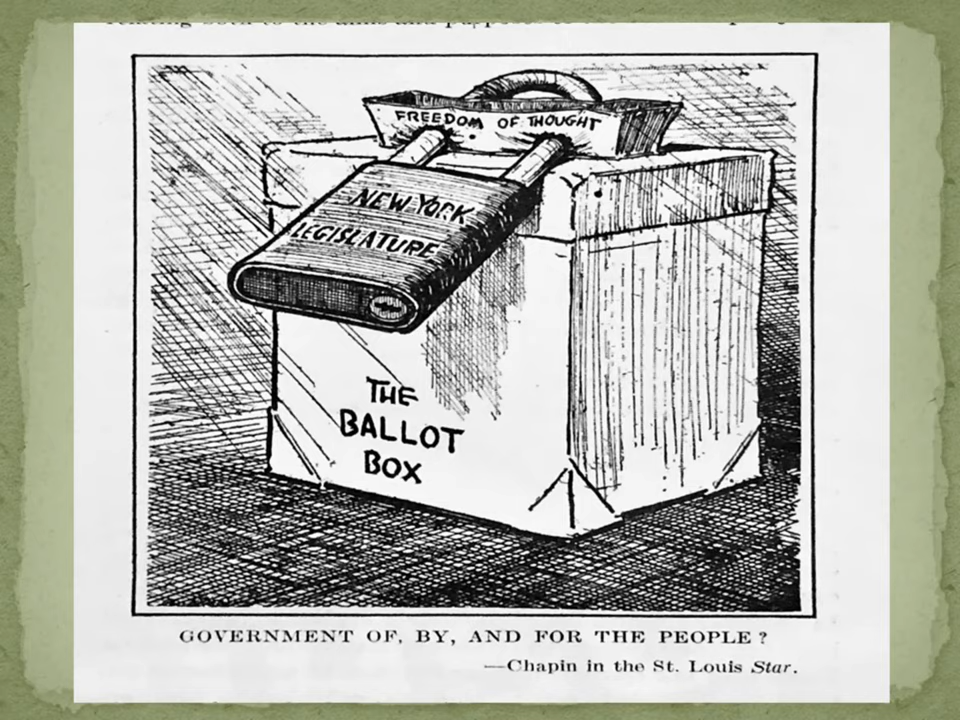 FREEDOM OF THOUGHT
NEW YORK
LEGISLATURE
THE
BALLOT
BOX
GOVERNMENT OF, BY, AND FOR THE PEOPLE?
—Chapin in the St. Louis Star.